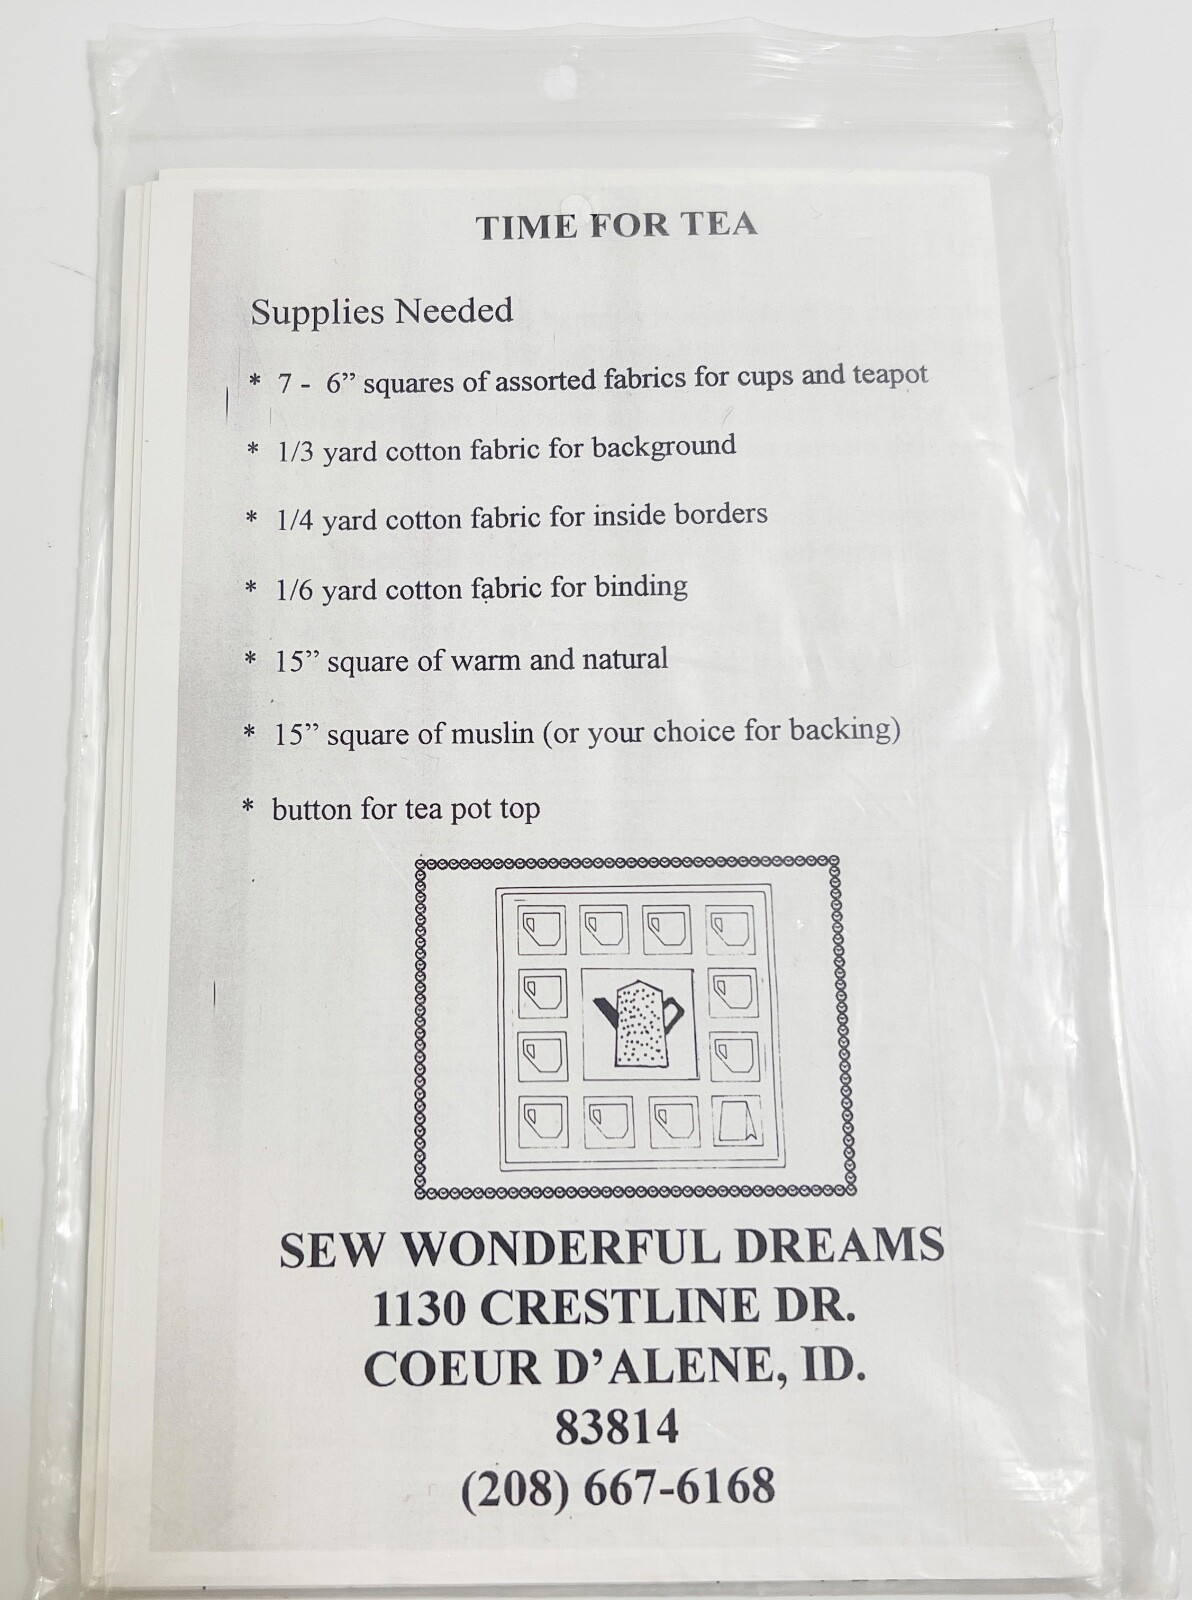 TIME FOR TEA
Supplies Needed
* 7 - 6” squares of assorted fabrics for cups and teapot
* 1/3 yard cotton fabric for background
* 1/4 yard cotton fabric for inside borders
* 1/6 yard cotton fabric for binding
* 15” square of warm and natural
* 15” square of muslin (or your choice for backing)
* button for tea pot top
SEW WONDERFUL DREAMS
1130 CRESTLINE DR.
COEUR D’ALENE, ID.
83814
(208) 667-6168